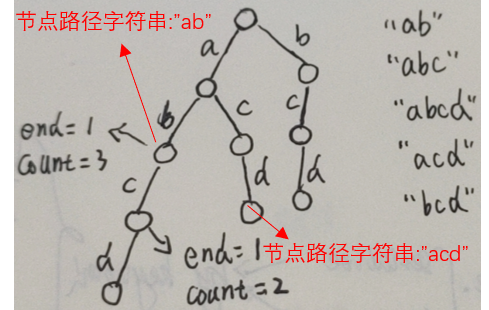 节点路径字符串:"ab"
a
b
"ab"
"abc"
"abcd"
"acd"
"bcd"
b
c
c
end=1
count=3
c
d
d
d
end=1
count=2
节点路径字符串:"acd"